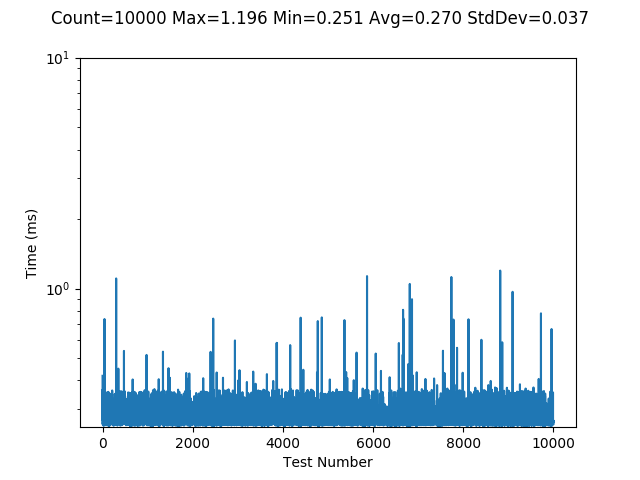 Count=10000 Max=1.196 Min=0.251 Avg=0.270 StdDev=0.037
10¹
Time (ms)
10⁰
0 2000 4000 6000 8000 10000
Test Number